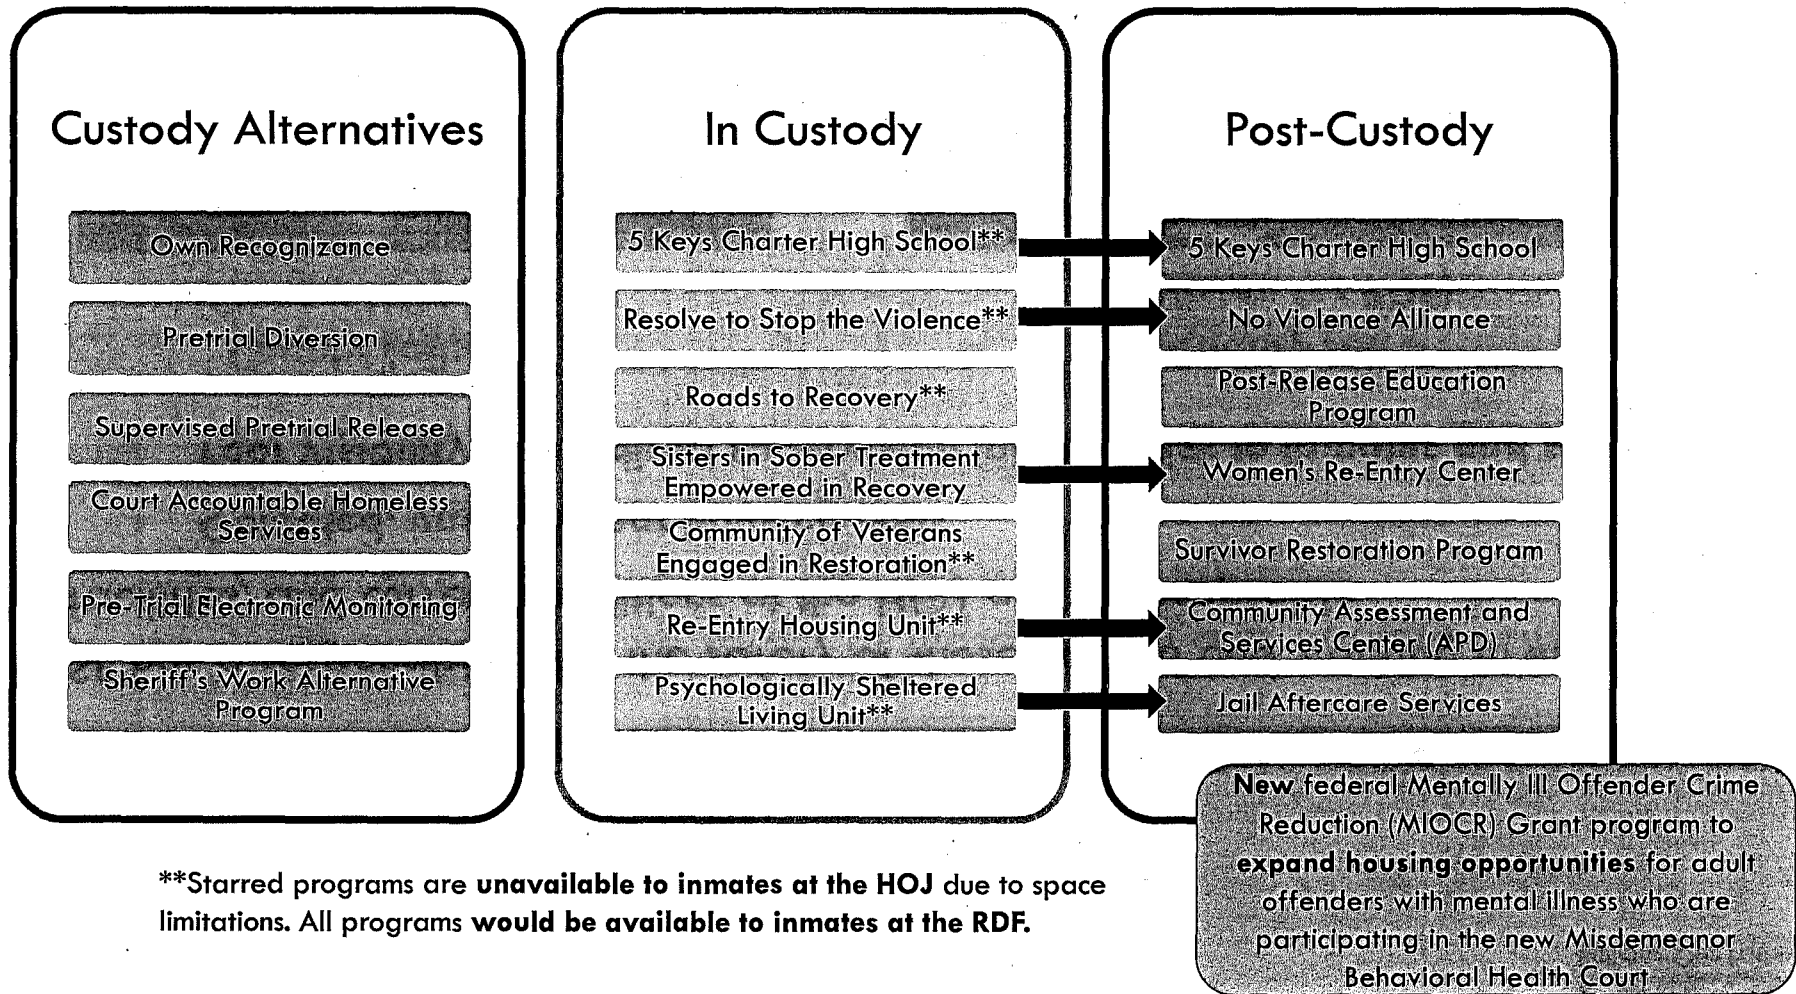 Custody Alternatives
Own Recognizance
Pretrial Diversion
Supervised Pretrial Release
Court Accountable Homeless
Services
Pre-Trial Electronic Monitoring
Sheriff's Work Alternative
Program
In Custody
5 Keys Charter High School**
Resolve to Stop the Violence**
Roads to Recovery**
Sisters in Sober Treatment
Empowered in Recovery
Community of Veterans
Engaged in Restoration**
Re-Entry Housing Unit**
Psychologically Sheltered
Living Unit**
Post-Custody
5 Keys Charter High School
No Violence Alliance
Post-Release Education
Program
Women's Re-Entry Center
Survivor Restoration Program
Community Assessment and
Services Center (APD)
Jail Aftercare Services
New federal Mentally Ill Offender Crime
Reduction (MIOCR) Grant program to
expand housing opportunities for adult
offenders with mental illness who are
participating in the new Misdemeanor
Behavioral Health Court
**Starred programs are unavailable to inmates at the HOJ due to space
limitations. All programs would be available to inmates at the RDF.